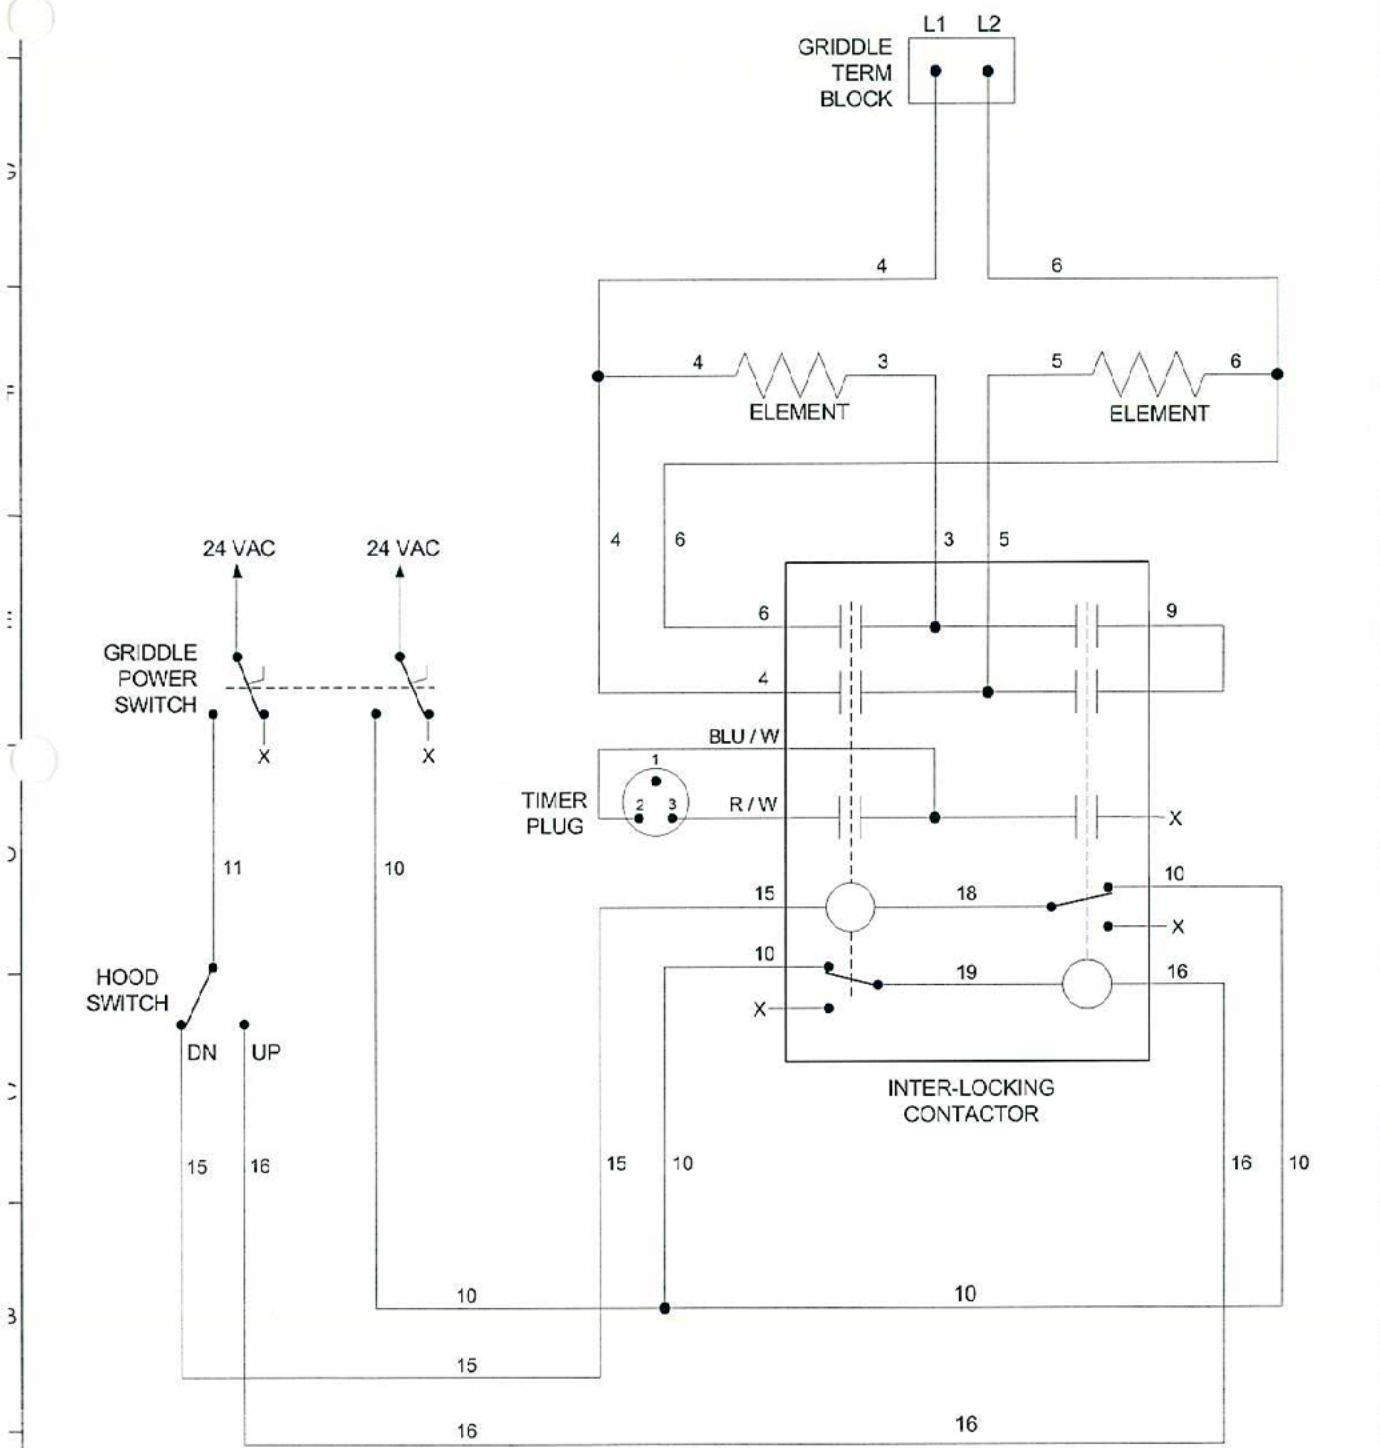 L1 L2
GRIDDLE
TERM
BLOCK
4 6
4 3 5 6
ELEMENT ELEMENT
4 6 3 5
24 VAC 24 VAC
6 9
GRIDDLE
POWER
SWITCH
4
X X
BLU / W
1
TIMER
PLUG
2 3
R / W
X
11 10
15 18 10
X
10 19 16
X
HOOD
SWITCH
DN UP
INTER-LOCKING
CONTACTOR
15 16 15 10 16 10
10 10
15
16 16